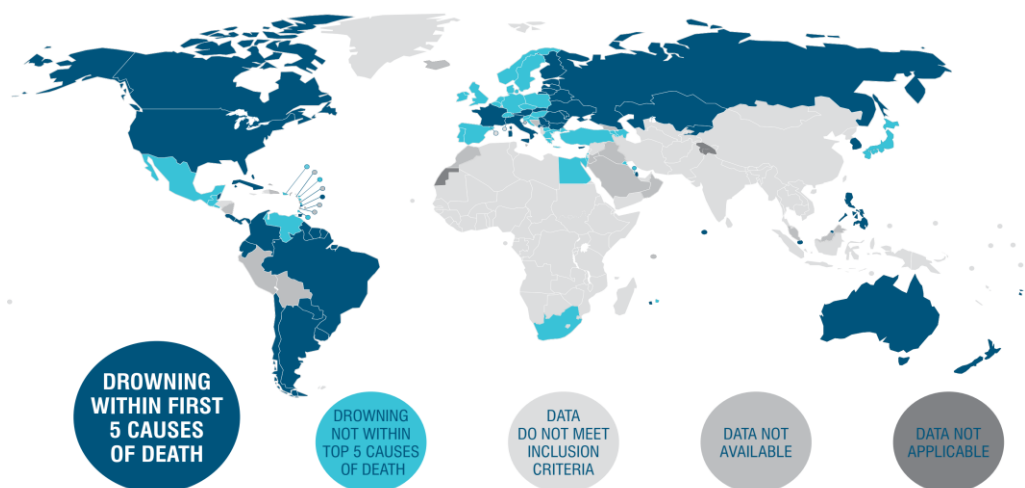 DROWNING
WITHIN FIRST
5 CAUSES
OF DEATH
DROWNING
NOT WITHIN
TOP 5 CAUSES
OF DEATH
DATA
DO NOT MEET
INCLUSION
CRITERIA
DATA NOT
AVAILABLE
DATA NOT
APPLICABLE